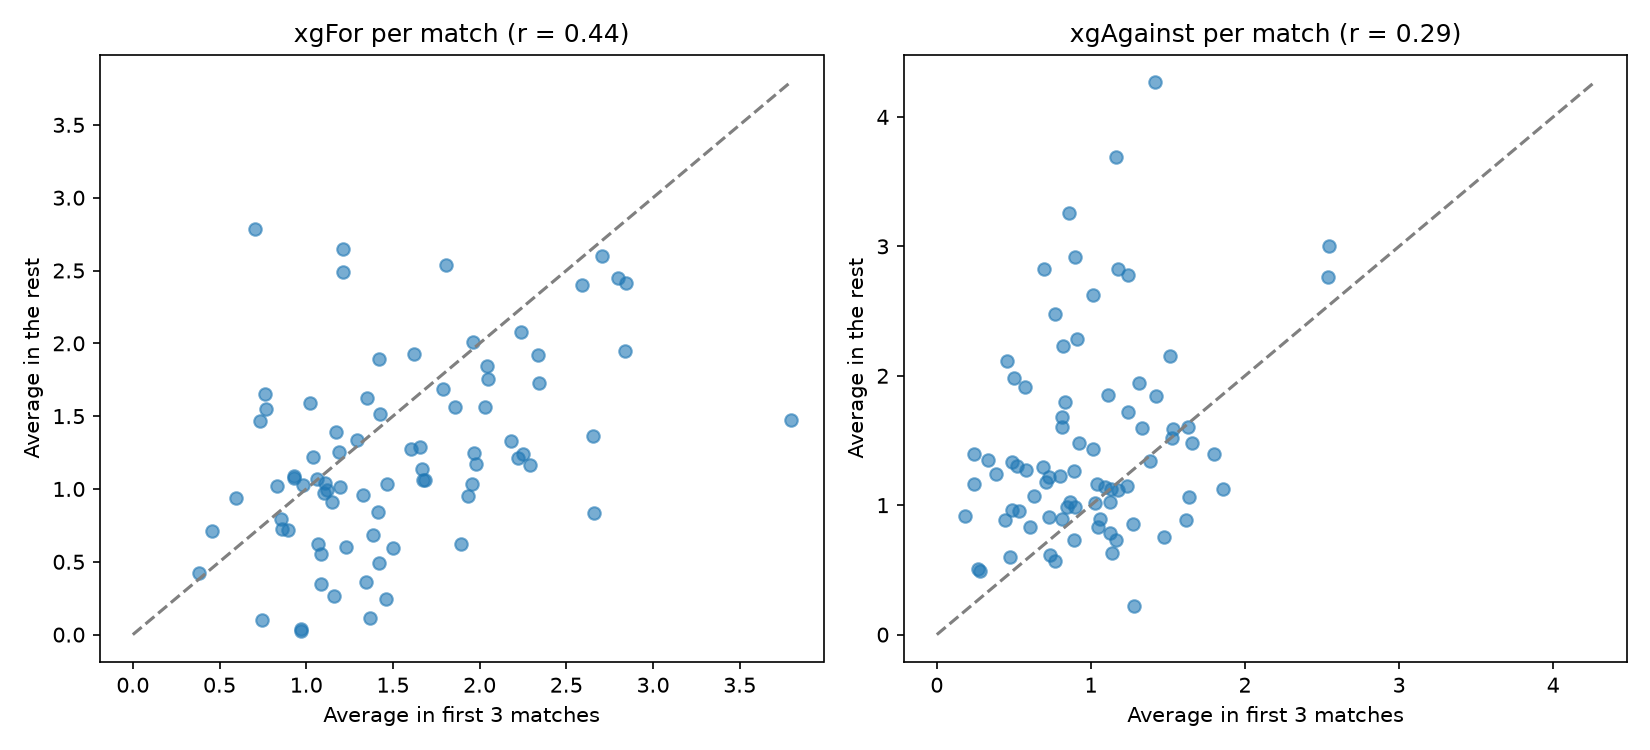 xgFor per match (r = 0.44)
3.5
3.0
2.5
2.0
1.5
1.0
0.5
0.0
Average in the rest
0.0 0.5 1.0 1.5 2.0 2.5 3.0 3.5
Average in first 3 matches
xgAgainst per match (r = 0.29)
4
3
2
1
0
Average in the rest
0 1 2 3 4
Average in first 3 matches